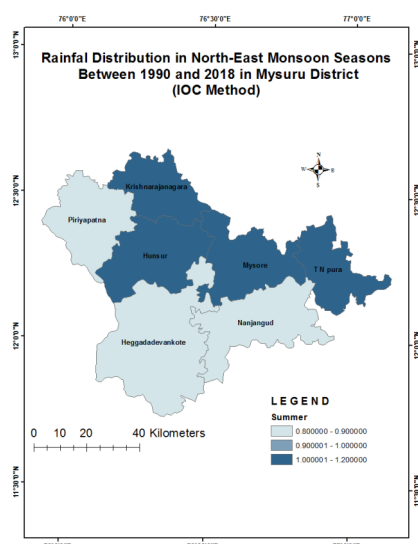 76°0'0"E 76°30'0"E 77°0'0"E
Rainfal Distribution in North-East Monsoon Seasons
Between 1990 and 2018 in Mysuru District
(IOC Method)
N
W E
S
Krishnarajanagara
Piriyapatna
Hunsur
Mysore
T N pura
Nanjangud
Heggadadevankote
LEGEND
Summer
0.800000 - 0.900000
0.900001 - 1.000000
1.000001 - 1.200000
0 10 20 40 Kilometers